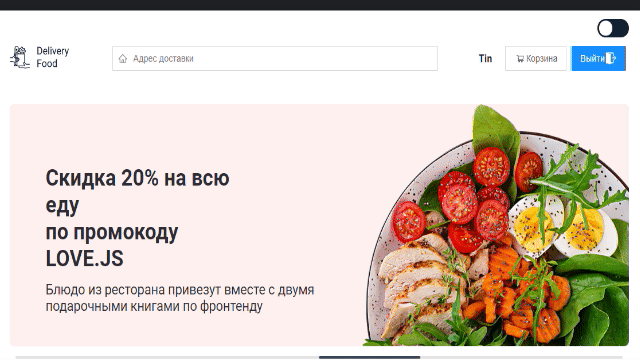 Delivery
Food
Адрес доставки
Tin
Корзина
Выйти
Скидка 20% на всю
еду
по промокоду
LOVE.JS
Блюдо из ресторана привезут вместе с двумя
подарочными книгами по фронтенду